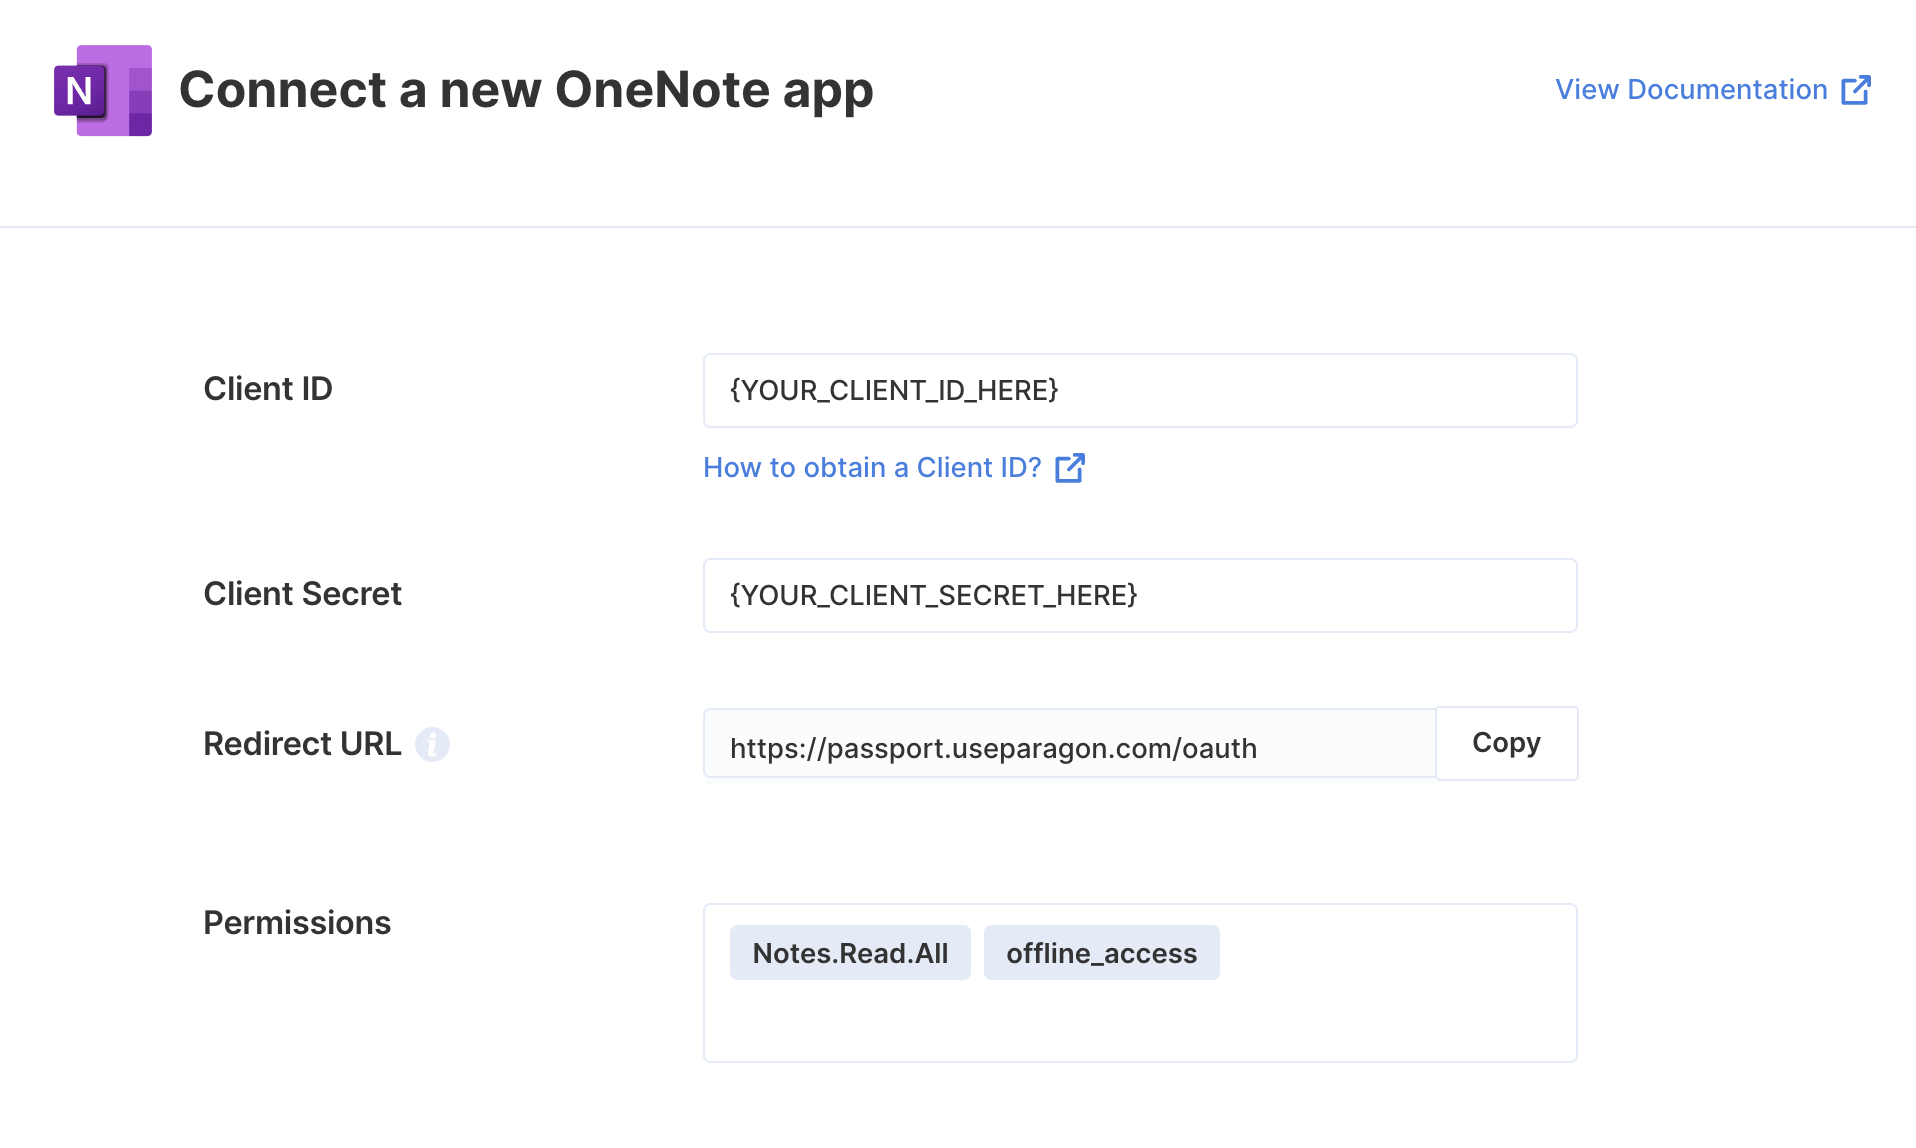 N
Connect a new OneNote app
View Documentation
Client ID
{YOUR_CLIENT_ID_HERE}
How to obtain a Client ID?
Client Secret
{YOUR_CLIENT_SECRET_HERE}
Redirect URL i
https://passport.useparagon.com/oauth
Copy
Permissions
Notes.Read.All offline_access